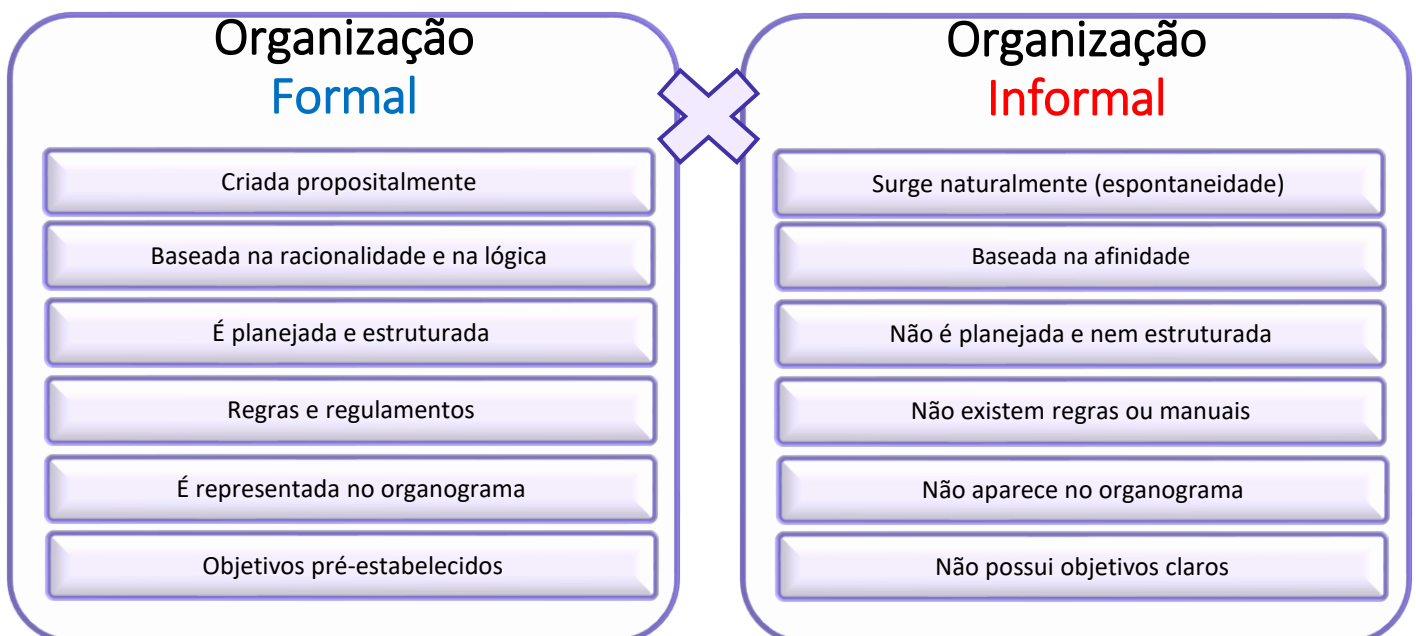 Organização
Formal
Criada propositalmente
Baseada na racionalidade e na lógica
É planejada e estruturada
Regras e regulamentos
É representada no organograma
Objetivos pré-estabelecidos
Organização
Informal
Surge naturalmente (espontaneidade)
Baseada na afinidade
Não é planejada e nem estruturada
Não existem regras ou manuais
Não aparece no organograma
Não possui objetivos claros